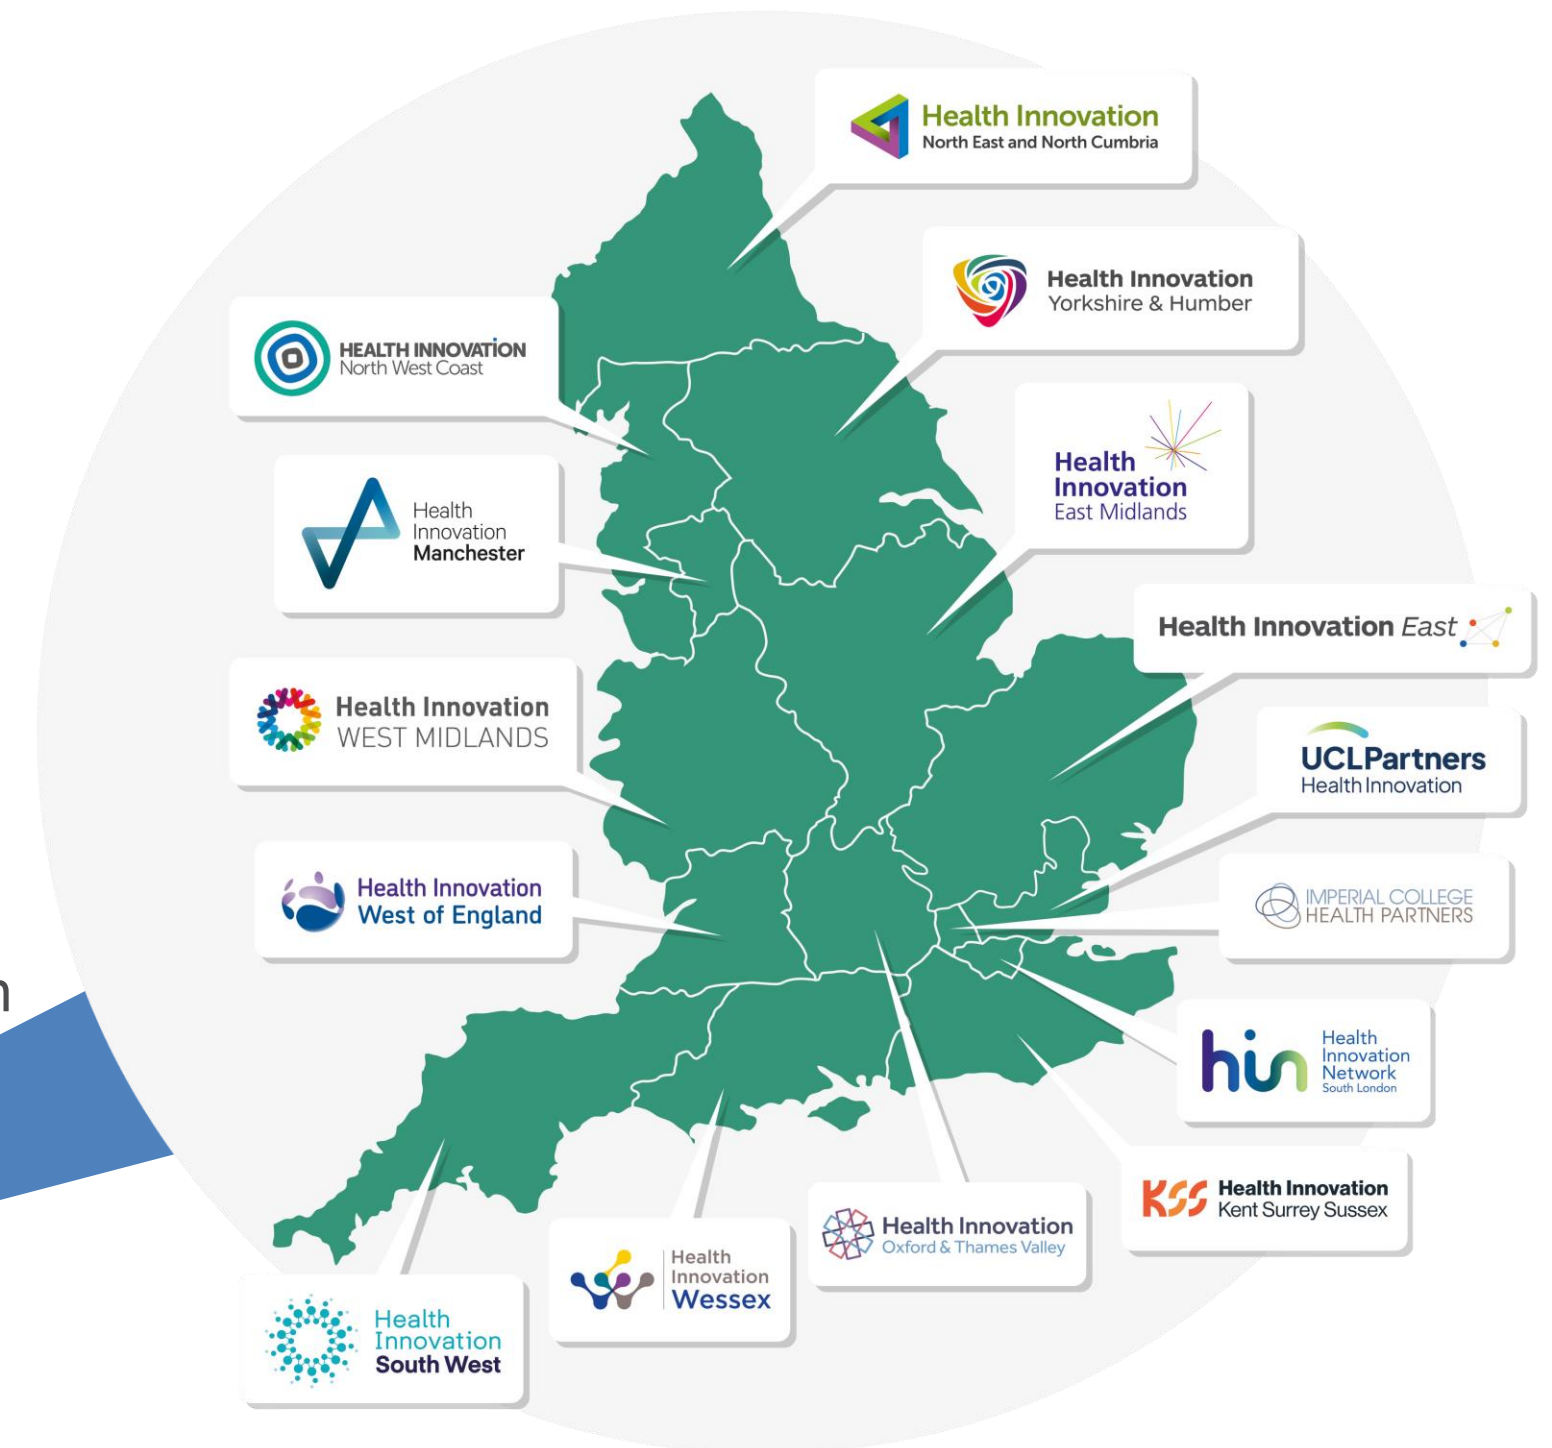 Health Innovation
North East and North Cumbria
Health Innovation
Yorkshire & Humber
HEALTH INNOVATION
North West Coast
Health
Innovation
East Midlands
Health
Innovation
Manchester
Health Innovation East
Health Innovation
WEST MIDLANDS
UCLPartners
Health Innovation
Health Innovation
West of England
IMPERIAL COLLEGE
HEALTH PARTNERS
n
hin
Health
Innovation
Network
South London
KSS
Health Innovation
Kent Surrey Sussex
Health Innovation
Oxford & Thames Valley
Health
Innovation
Wessex
Health
Innovation
South West